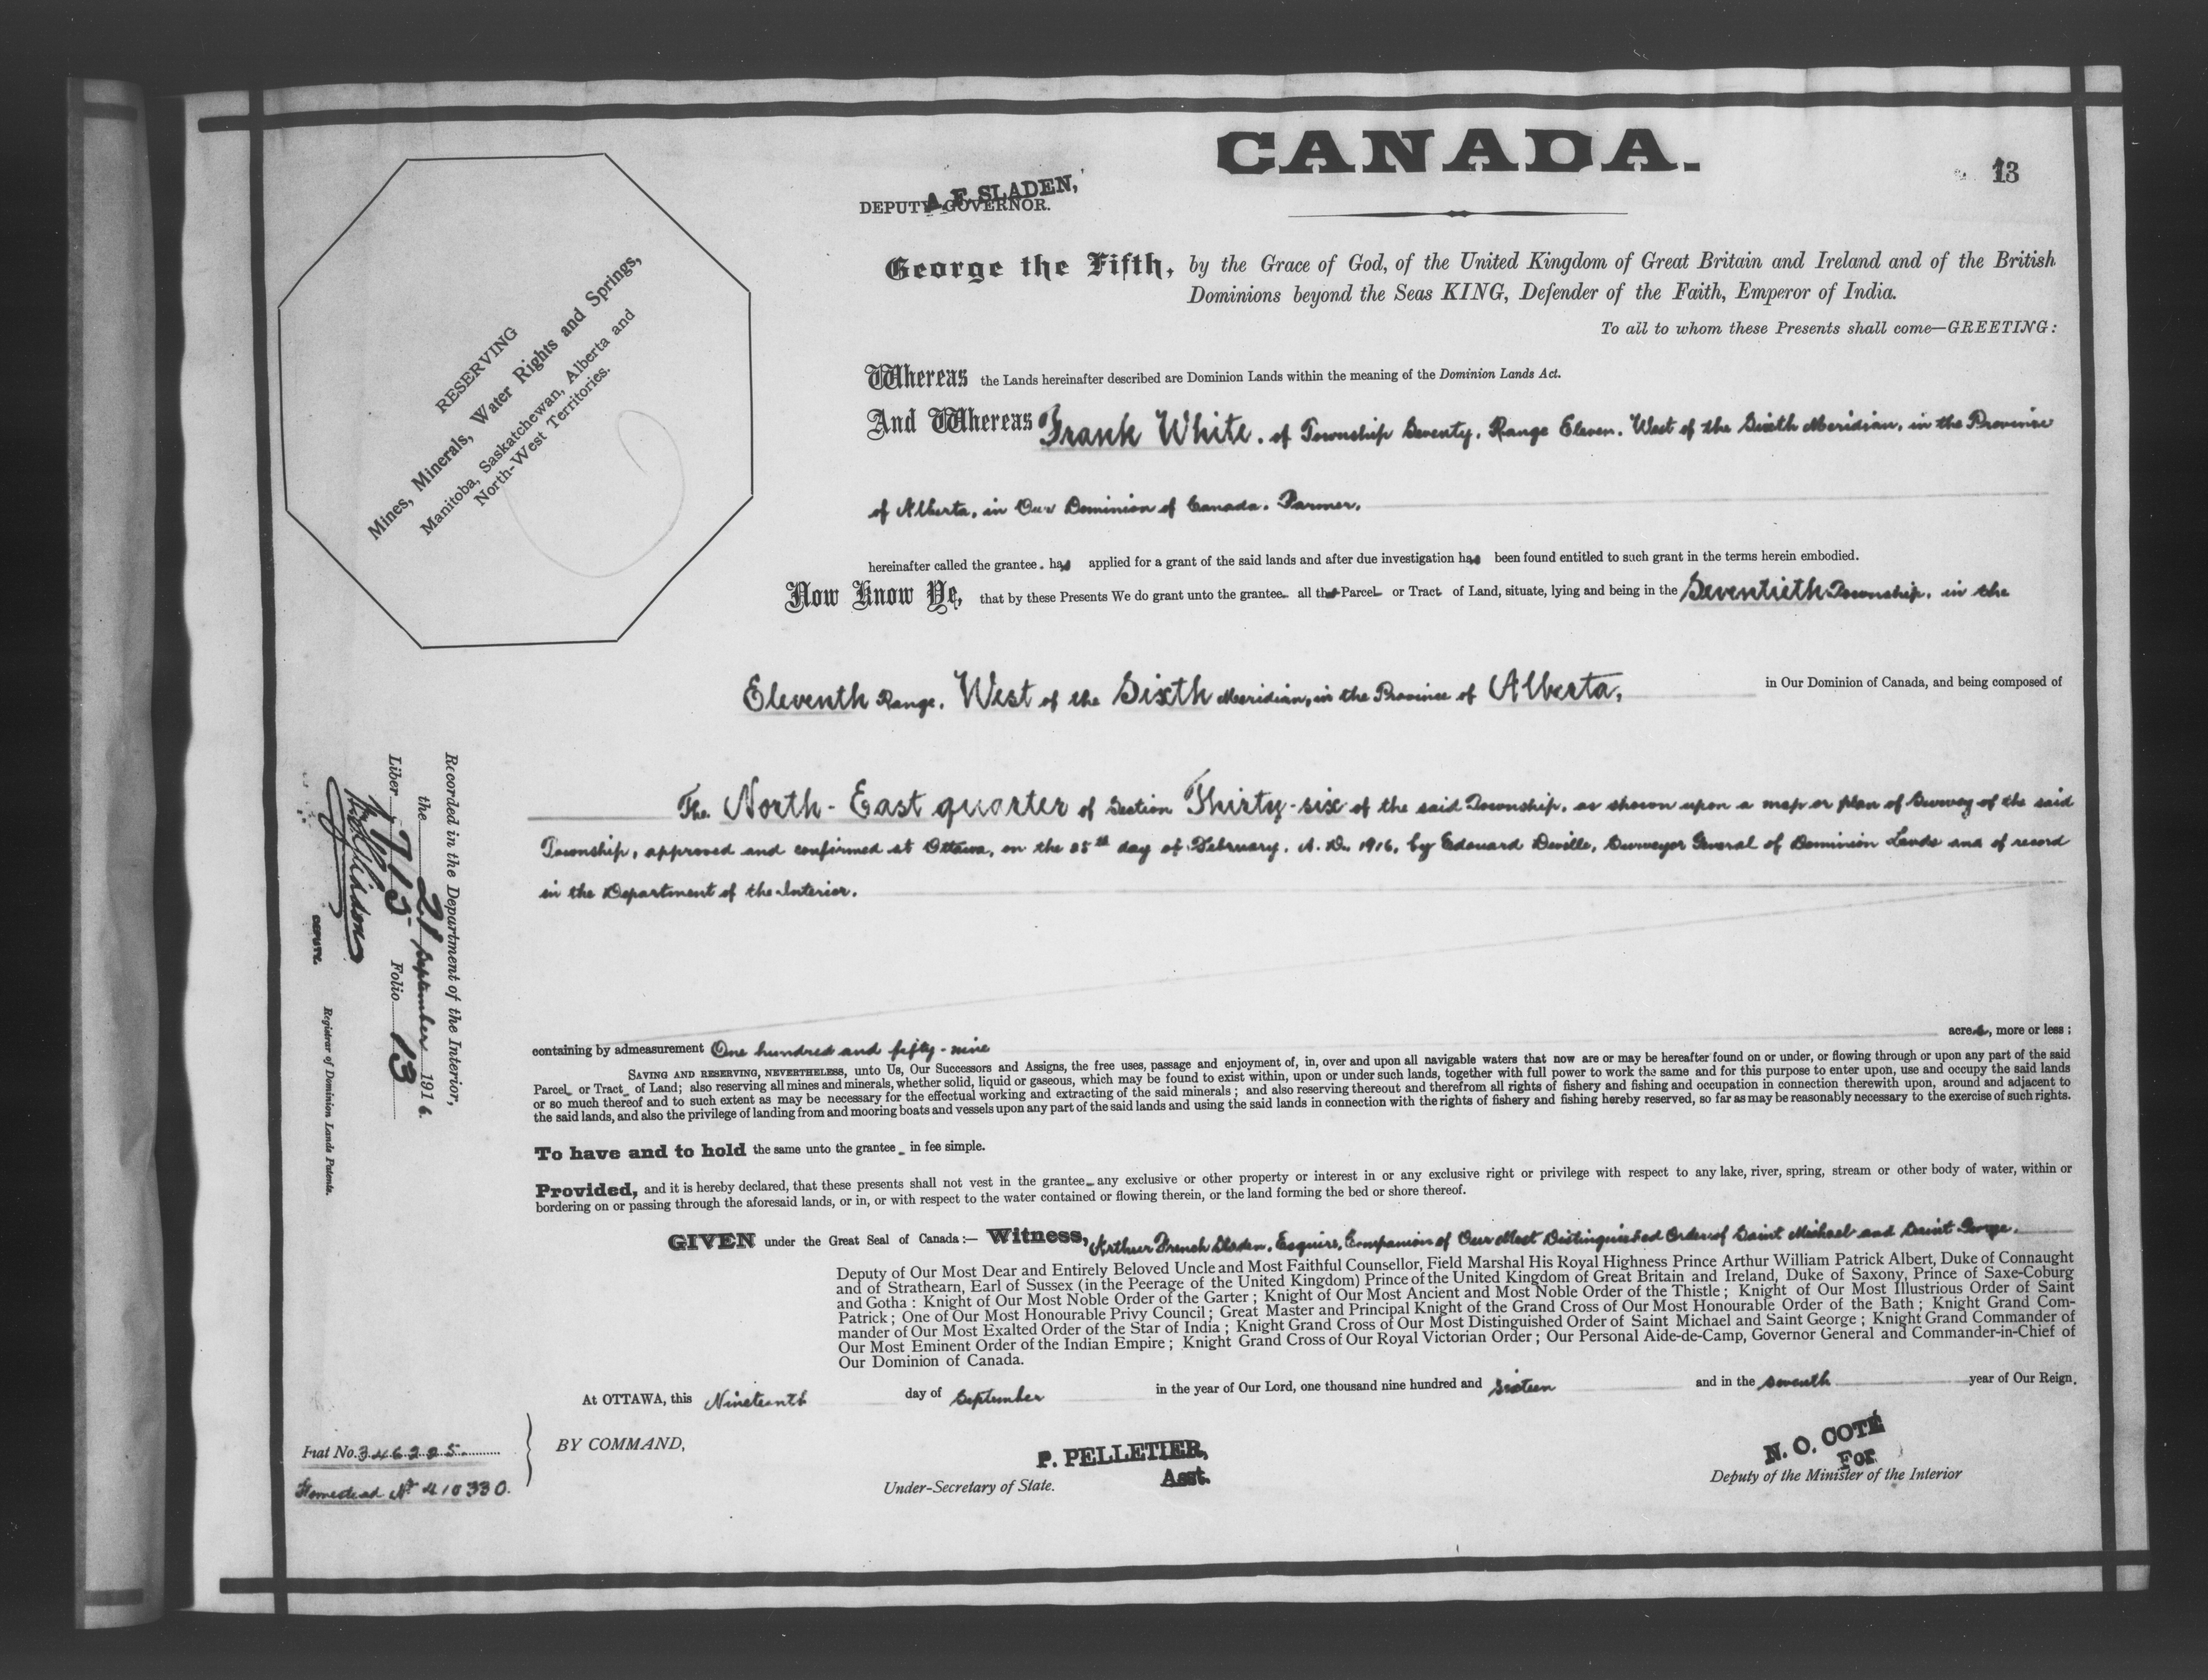 CANADA.
13
A. F. SLADEN,
DEPUTY GOVERNOR.
George the Fifth, by the Grace of God, of the United Kingdom of Great Britain and Ireland and of the British
Dominions beyond the Seas KING, Defender of the Faith, Emperor of India.
To all to whom these Presents shall come—GREETING:
RESERVING
Mines, Minerals, Water Rights and Springs,
Manitoba, Saskatchewan, Alberta and
North-West Territories.
Whereas the Lands hereinafter described are Dominion Lands within the meaning of the Dominion Lands Act.
And Whereas Frank White, of Township Seventy, Range Eleven, West of the Sixth Meridian, in the Province
of Alberta, in Our Dominion of Canada, Farmer,
hereinafter called the grantee, has applied for a grant of the said lands and after due investigation has been found entitled to such grant in the terms herein embodied.
Now Know Ye, that by these Presents We do grant unto the grantee all that Parcel or Tract of Land, situate, lying and being in the Seventieth Township, in the
Eleventh Range, West of the Sixth Meridian, in the Province of Alberta, in Our Dominion of Canada, and being composed of
The North-East quarter of Section Thirty-six of the said Township, as shown upon a map or plan of Survey of the said
Township, approved and confirmed at Ottawa, on the day of February, A. D. 1916, by Edouard Deville, Surveyor General of Dominion Lands and of record
in the Department of the Interior.
containing by admeasurement One hundred and fifty-nine acres, more or less;
SAVING AND RESERVING, NEVERTHELESS, unto Us, Our Successors and Assigns, the free uses, passage and enjoyment of, in, over and upon all navigable waters that now are or may be hereafter found on or under, or flowing through or upon any part of the said
Parcel or Tract of Land; also reserving all mines and minerals, whether solid, liquid or gaseous, which may be found to exist within, upon or under such lands, together with full power to work the same and for this purpose to enter upon, use and occupy the said lands
or so much thereof and to such extent as may be necessary for the effectual working and extracting of the said minerals; and also reserving thereout and therefrom all rights of fishery and fishing and occupation in connection therewith upon, around and adjacent to
the said lands, and also the privilege of landing from and mooring boats and vessels upon any part of the said lands and using the said lands in connection with the rights of fishery and fishing hereby reserved, so far as may be reasonably necessary to the exercise of such rights.
To have and to hold the same unto the grantee in fee simple.
Provided, and it is hereby declared, that these presents shall not vest in the grantee any exclusive or other property or interest in or any exclusive right or privilege with respect to any lake, river, spring, stream or other body of water, within or
bordering on or passing through the aforesaid lands, or in, or with respect to the water contained or flowing therein, or the land forming the bed or shore thereof.
GIVEN under the Great Seal of Canada:— Witness, Arthur French Sladen, Esquire, Companion of Our Most Distinguished Order of Saint Michael and Saint George,
Deputy of Our Most Dear and Entirely Beloved Uncle and Most Faithful Counsellor, Field Marshal His Royal Highness Prince Arthur William Patrick Albert, Duke of Connaught
and of Strathearn, Earl of Sussex (in the Peerage of the United Kingdom) Prince of the United Kingdom of Great Britain and Ireland, Duke of Saxony, Prince of Saxe-Coburg
and Gotha: Knight of Our Most Noble Order of the Garter; Knight of Our Most Ancient and Most Noble Order of the Thistle; Knight of Our Most Illustrious Order of Saint
Patrick; One of Our Most Honourable Privy Council; Great Master and Principal Knight of the Grand Cross of Our Most Honourable Order of the Bath; Knight Grand Com-
mander of Our Most Exalted Order of the Star of India; Knight Grand Cross of Our Most Distinguished Order of Saint Michael and Saint George; Knight Grand Commander of
Our Most Eminent Order of the Indian Empire; Knight Grand Cross of Our Royal Victorian Order; Our Personal Aide-de-Camp, Governor General and Commander-in-Chief of
Our Dominion of Canada.
At OTTAWA, this Nineteenth day of September in the year of Our Lord, one thousand nine hundred and sixteen and in the seventh year of Our Reign.
BY COMMAND,
P. PELLETIER,
Asst.
Under-Secretary of State.
N. O. COTÉ
For
Deputy of the Minister of the Interior
Fiat No. 346225.
Homestead No 410330.
Recorded in the Department of the Interior,
the 21 September 1916.
Liber 715 Folio 13
DEPUTY.
Registrar of Dominion Lands Patents.